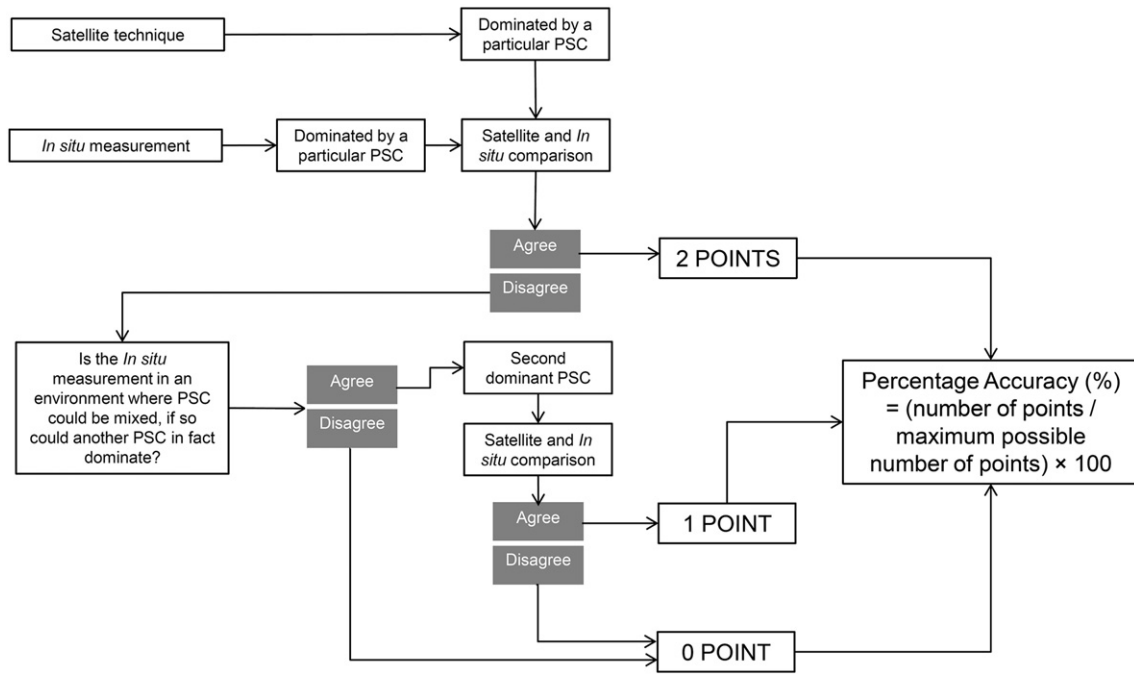 Satellite technique
Dominated by a
particular PSC
In situ measurement
Dominated by a
particular PSC
Satellite and In
situ comparison
Agree
2 POINTS
Disagree
Is the In situ
measurement in an
environment where PSC
could be mixed, if so
could another PSC in fact
dominate?
Agree
Disagree
Second
dominant PSC
Satellite and In
situ comparison
Agree
1 POINT
Disagree
0 POINT
Percentage Accuracy (%)
= (number of points /
maximum possible
number of points) × 100